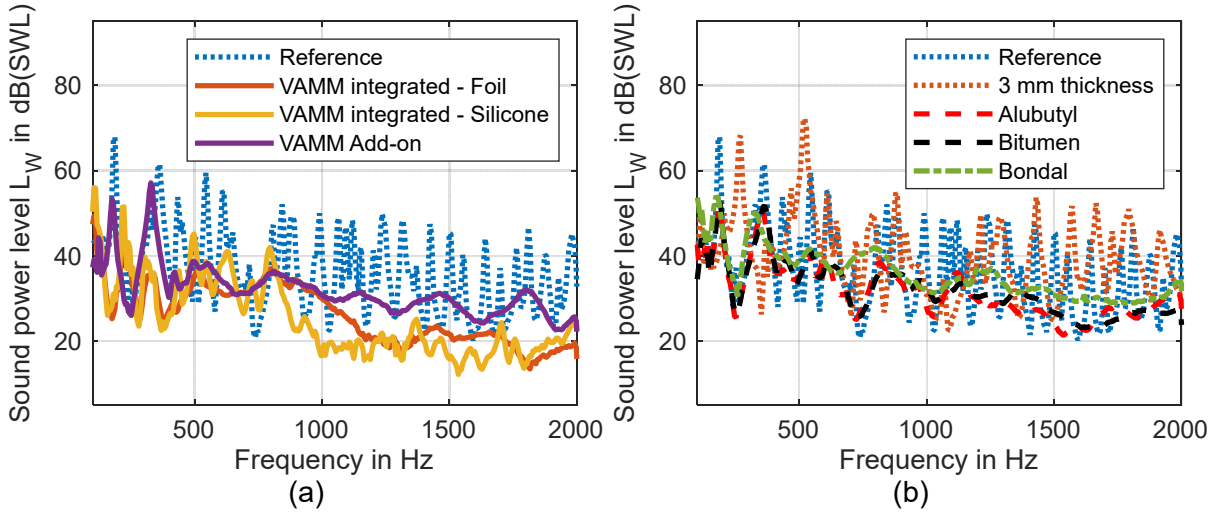 Sound power level L_W in dB(SWL)
80
60
40
20
500
1000
1500
2000
Frequency in Hz
Reference
VAMM integrated - Foil
VAMM integrated - Silicone
VAMM Add-on
(a)
Sound power level L_W in dB(SWL)
80
60
40
20
500
1000
1500
2000
Frequency in Hz
Reference
3 mm thickness
Alubutyl
Bitumen
Bondal
(b)